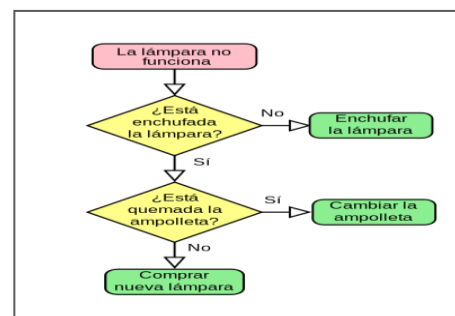 La lámpara no
funciona
¿Está
enchufada
la lámpara?
No
Enchufar
la lámpara
Sí
¿Está
quemada la
ampolleta?
Sí
Cambiar la
ampolleta
No
Comprar
nueva lámpara